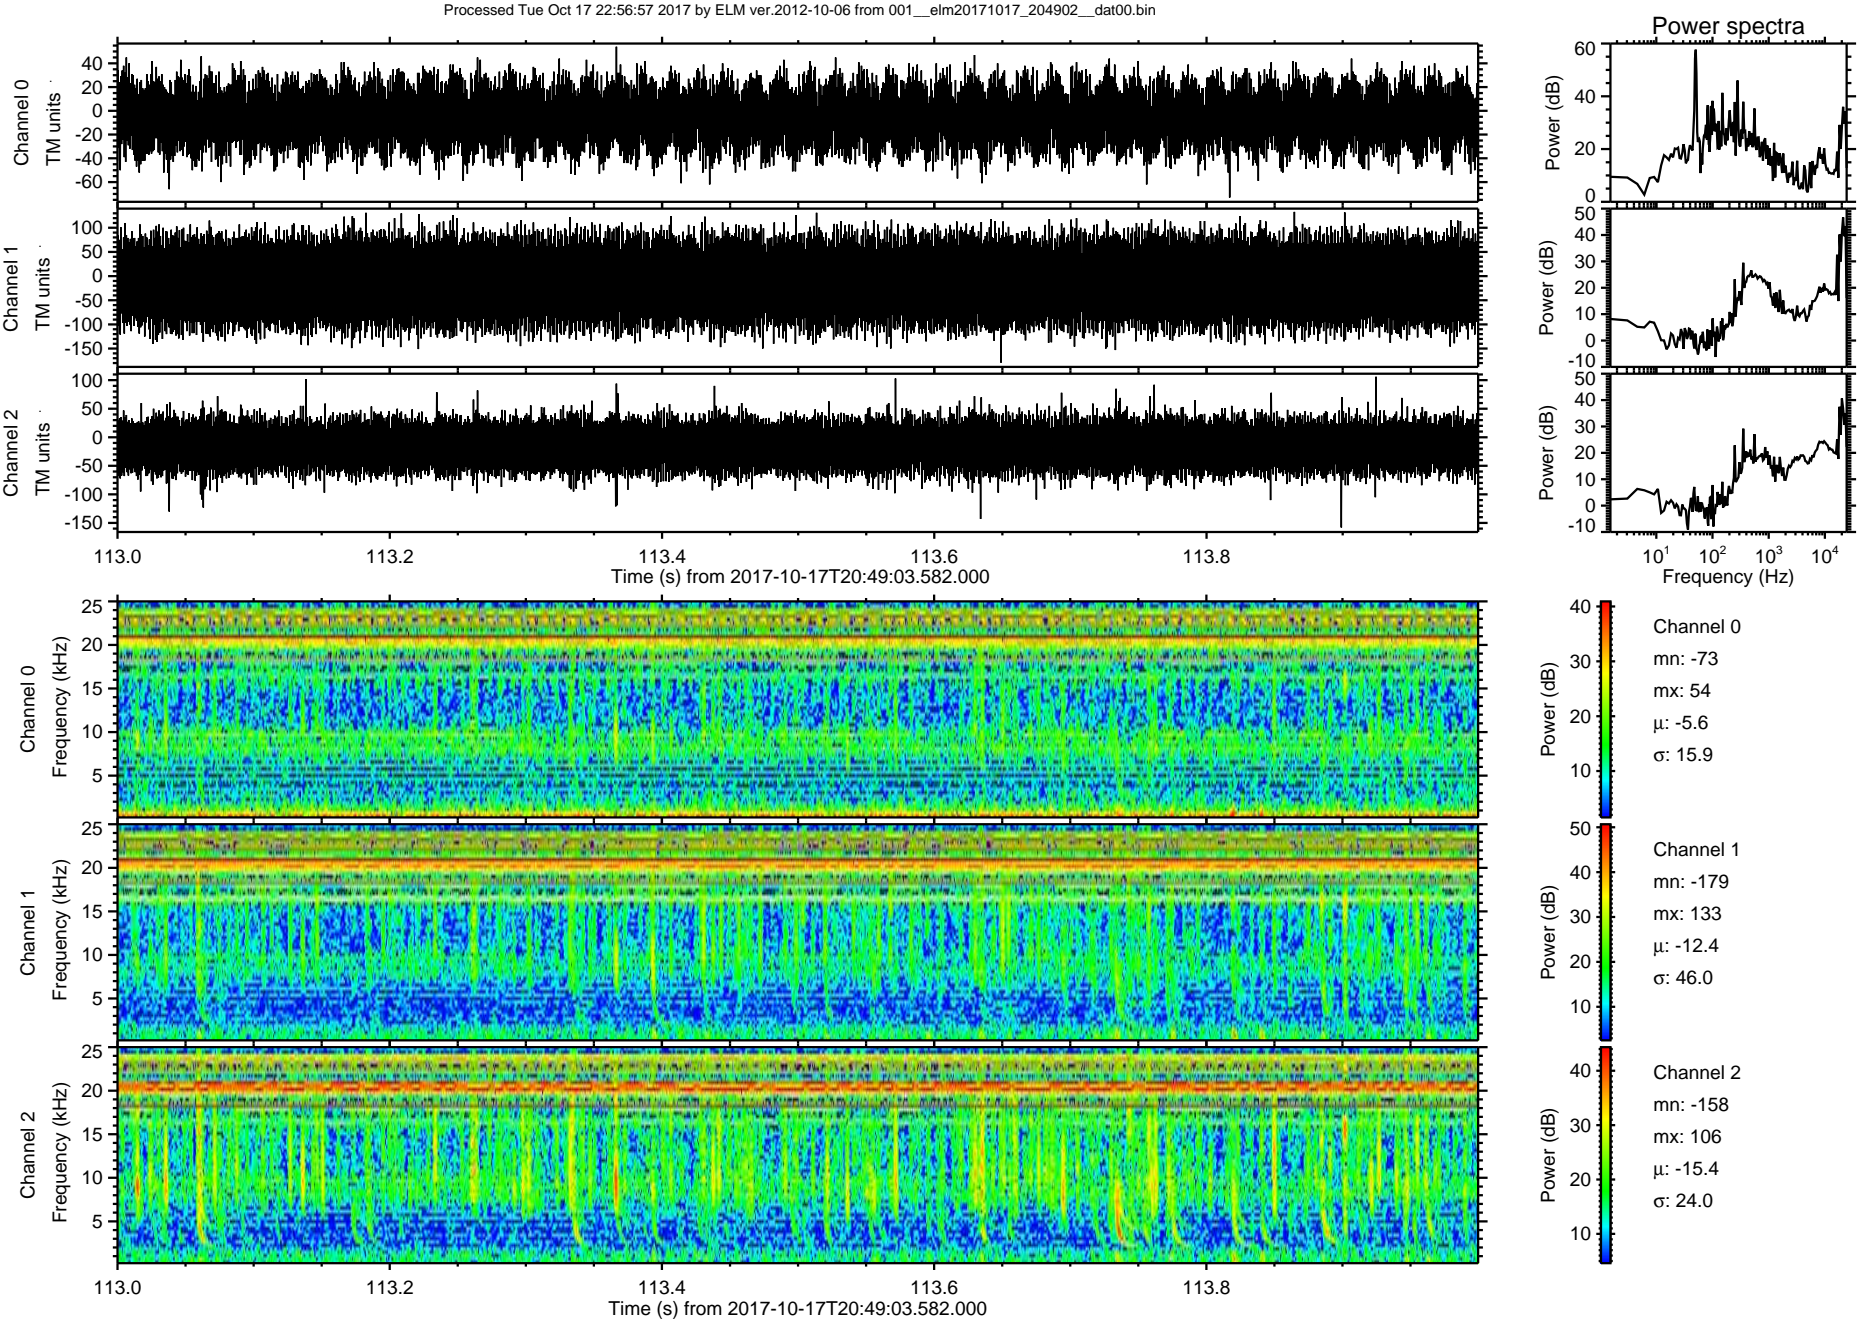 Processed Tue Oct 17 22:56:57 2017 by ELM ver.2012-10-06 from 001__elm20171017_204902__dat00.bin
Power spectra
Channel 0
TM units
40
20
0
-20
-40
-60
Power (dB)
60
40
20
0
Channel 1
TM units
100
50
0
-50
-100
-150
Power (dB)
50
40
30
20
10
0
-10
Channel 2
TM units
100
50
0
-50
-100
-150
Power (dB)
50
40
30
20
10
0
-10
113.0 113.2 113.4 113.6 113.8
Time (s) from 2017-10-17T20:49:03.582.000
10^1 10^2 10^3 10^4
Frequency (Hz)
Channel 0
Frequency (kHz)
25
20
15
10
5
Power (dB)
40
30
20
10
Channel 0
mn: -73
mx: 54
μ: -5.6
σ: 15.9
Channel 1
Frequency (kHz)
25
20
15
10
5
Power (dB)
50
40
30
20
10
Channel 1
mn: -179
mx: 133
μ: -12.4
σ: 46.0
Channel 2
Frequency (kHz)
25
20
15
10
5
Power (dB)
40
30
20
10
Channel 2
mn: -158
mx: 106
μ: -15.4
σ: 24.0
113.0 113.2 113.4 113.6 113.8
Time (s) from 2017-10-17T20:49:03.582.000